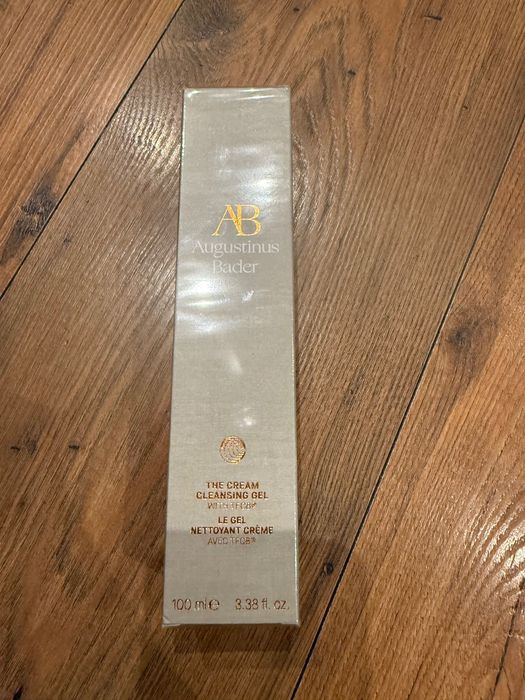 AB
Augustinus
Bader
THE CREAM
CLEANSING GEL
WITH TFC8®
LE GEL
NETTOYANT CRÈME
AVEC TFC8®
100 ml ℮ 3.38 fl. oz.